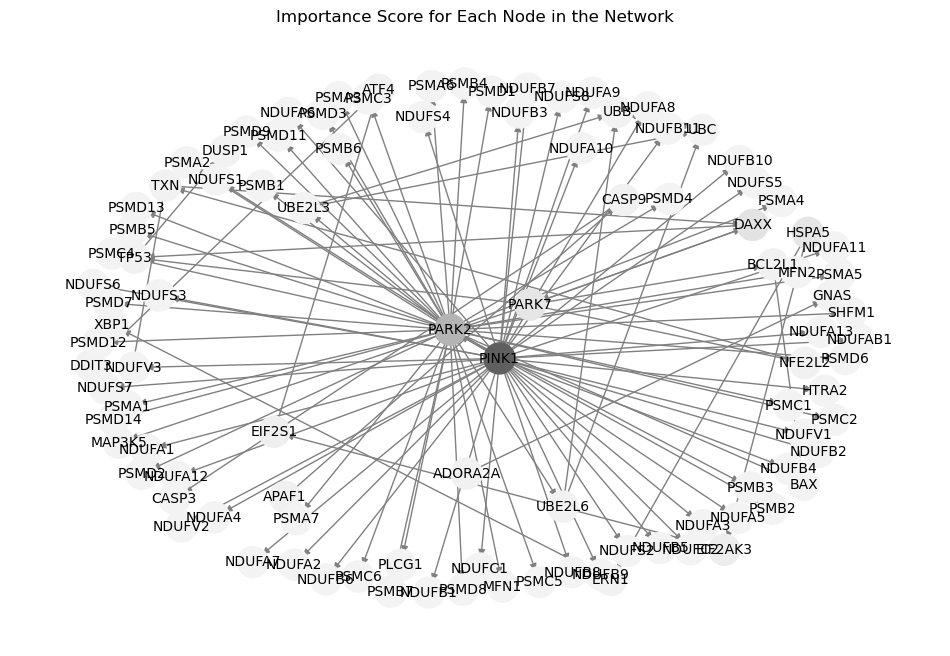 Importance Score for Each Node in the Network
ATF4
PSMA6
PSMB4
PSMD1
NDUFB7
NDUFS8
NDUFA9
PSMA3
PSMC3
NDUFA6
PSMD3
NDUFS4
NDUFB3
UBB
NDUFA8
NDUFB11
UBC
PSMD9
PSMD11
DUSP1
PSMB6
NDUFA10
PSMA2
NDUFB10
TXN
NDUFS1
PSMB1
NDUFS5
CASP9
PSMD4
PSMA4
PSMD13
UBE2L3
DAXX
PSMB5
HSPA5
PSMC4
TP53
NDUFA11
BCL2L1
MFN2
PSMA5
NDUFS6
NDUFS3
GNAS
PSMD7
PARK7
SHFM1
XBP1
PARK2
NDUFA13
PSMD12
NDUFAB1
PINK1
NFE2L2
PSMD6
DDIT3
NDUFV3
NDUFS7
HTRA2
PSMA1
PSMC1
PSMD14
PSMC2
EIF2S1
NDUFV1
MAP3K5
NDUFA1
NDUFB2
PSMD2
NDUFA12
ADORA2A
NDUFB4
BAX
CASP3
APAF1
PSMB3
UBE2L6
PSMB2
NDUFV2
NDUFA4
PSMA7
NDUFA5
NDUFA3
NDUFS2
NDUFB5
EIF2AK3
NDUFA7
NDUFA2
PLCG1
NDUFC1
NDUFB6
PSMC6
NDUFB9
ERN1
PSMB7
NDUFB1
PSMD8
MFN1
PSMC5